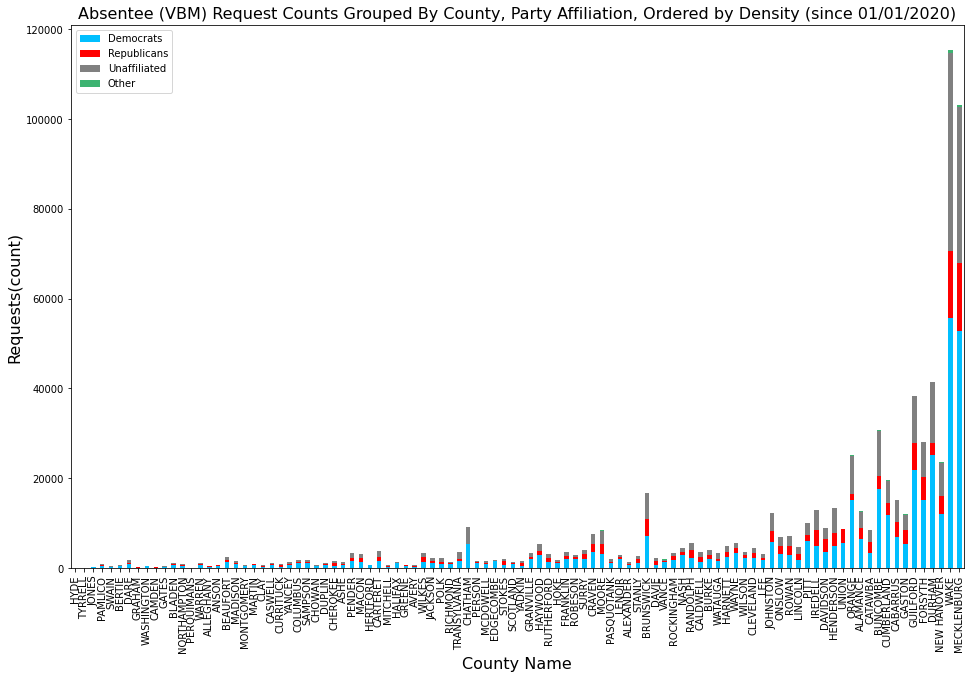 Absentee (VBM) Request Counts Grouped By County, Party Affiliation, Ordered by Density (since 01/01/2020)
Democrats
Republicans
Unaffiliated
Other
Requests(count)
120000
100000
80000
60000
40000
20000
0
HYDE
TYRRELL
JONES
PAMLICO
SWAIN
BERTIE
DARE
GRAHAM
WASHINGTON
CAMDEN
GATES
BLADEN
NORTHAMPTON
PERQUIMANS
WARREN
ALLEGHANY
ANSON
BEAUFORT
MADISON
MONTGOMERY
MARTIN
CLAY
CASWELL
CURRITUCK
YANCEY
COLUMBUS
SAMPSON
CHOWAN
DUPLIN
CHEROKEE
ASHE
PENDER
MACON
HERTFORD
CARTERET
MITCHELL
HALIFAX
GREENE
AVERY
WILKES
JACKSON
POLK
RICHMOND
TRANSYLVANIA
CHATHAM
PERSON
MCDOWELL
EDGECOMBE
STOKES
SCOTLAND
YADKIN
GRANVILLE
HAYWOOD
RUTHERFORD
HOKE
FRANKLIN
ROBESON
SURRY
CRAVEN
MOORE
PASQUOTANK
LENOIR
ALEXANDER
STANLY
BRUNSWICK
DAVIE
VANCE
ROCKINGHAM
NASH
RANDOLPH
CALDWELL
BURKE
WATAUGA
HARNETT
WAYNE
WILSON
CLEVELAND
LEE
JOHNSTON
ONSLOW
ROWAN
LINCOLN
PITT
IREDELL
DAVIDSON
HENDERSON
UNION
ORANGE
ALAMANCE
CATAWBA
BUNCOMBE
CUMBERLAND
CABARRUS
GASTON
GUILFORD
FORSYTH
DURHAM
NEW HANOVER
WAKE
MECKLENBURG
County Name